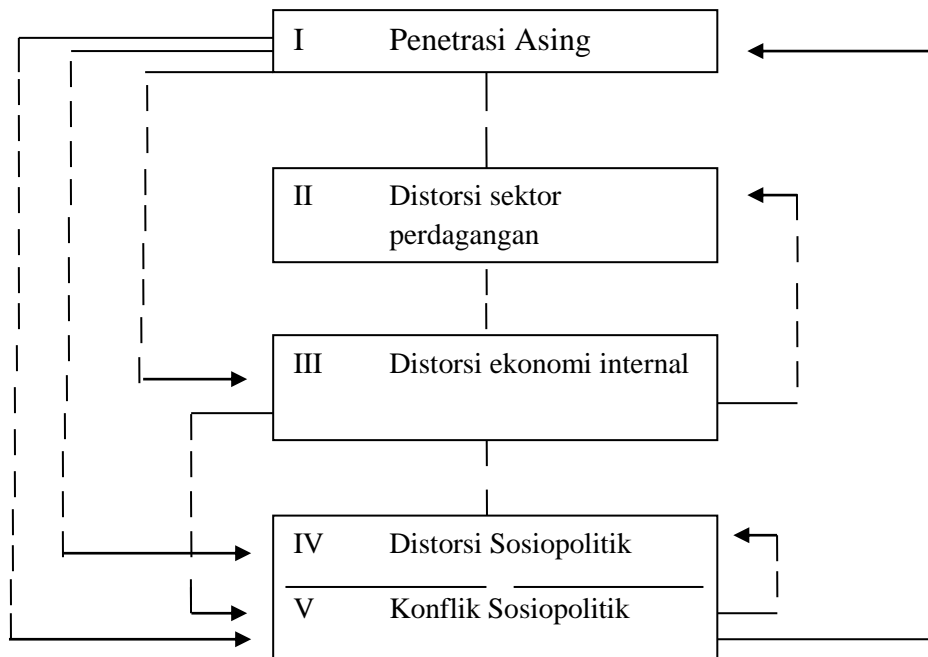 I Penetrasi Asing
II Distorsi sektor
perdagangan
III Distorsi ekonomi internal
IV Distorsi Sosiopolitik
V Konflik Sosiopolitik